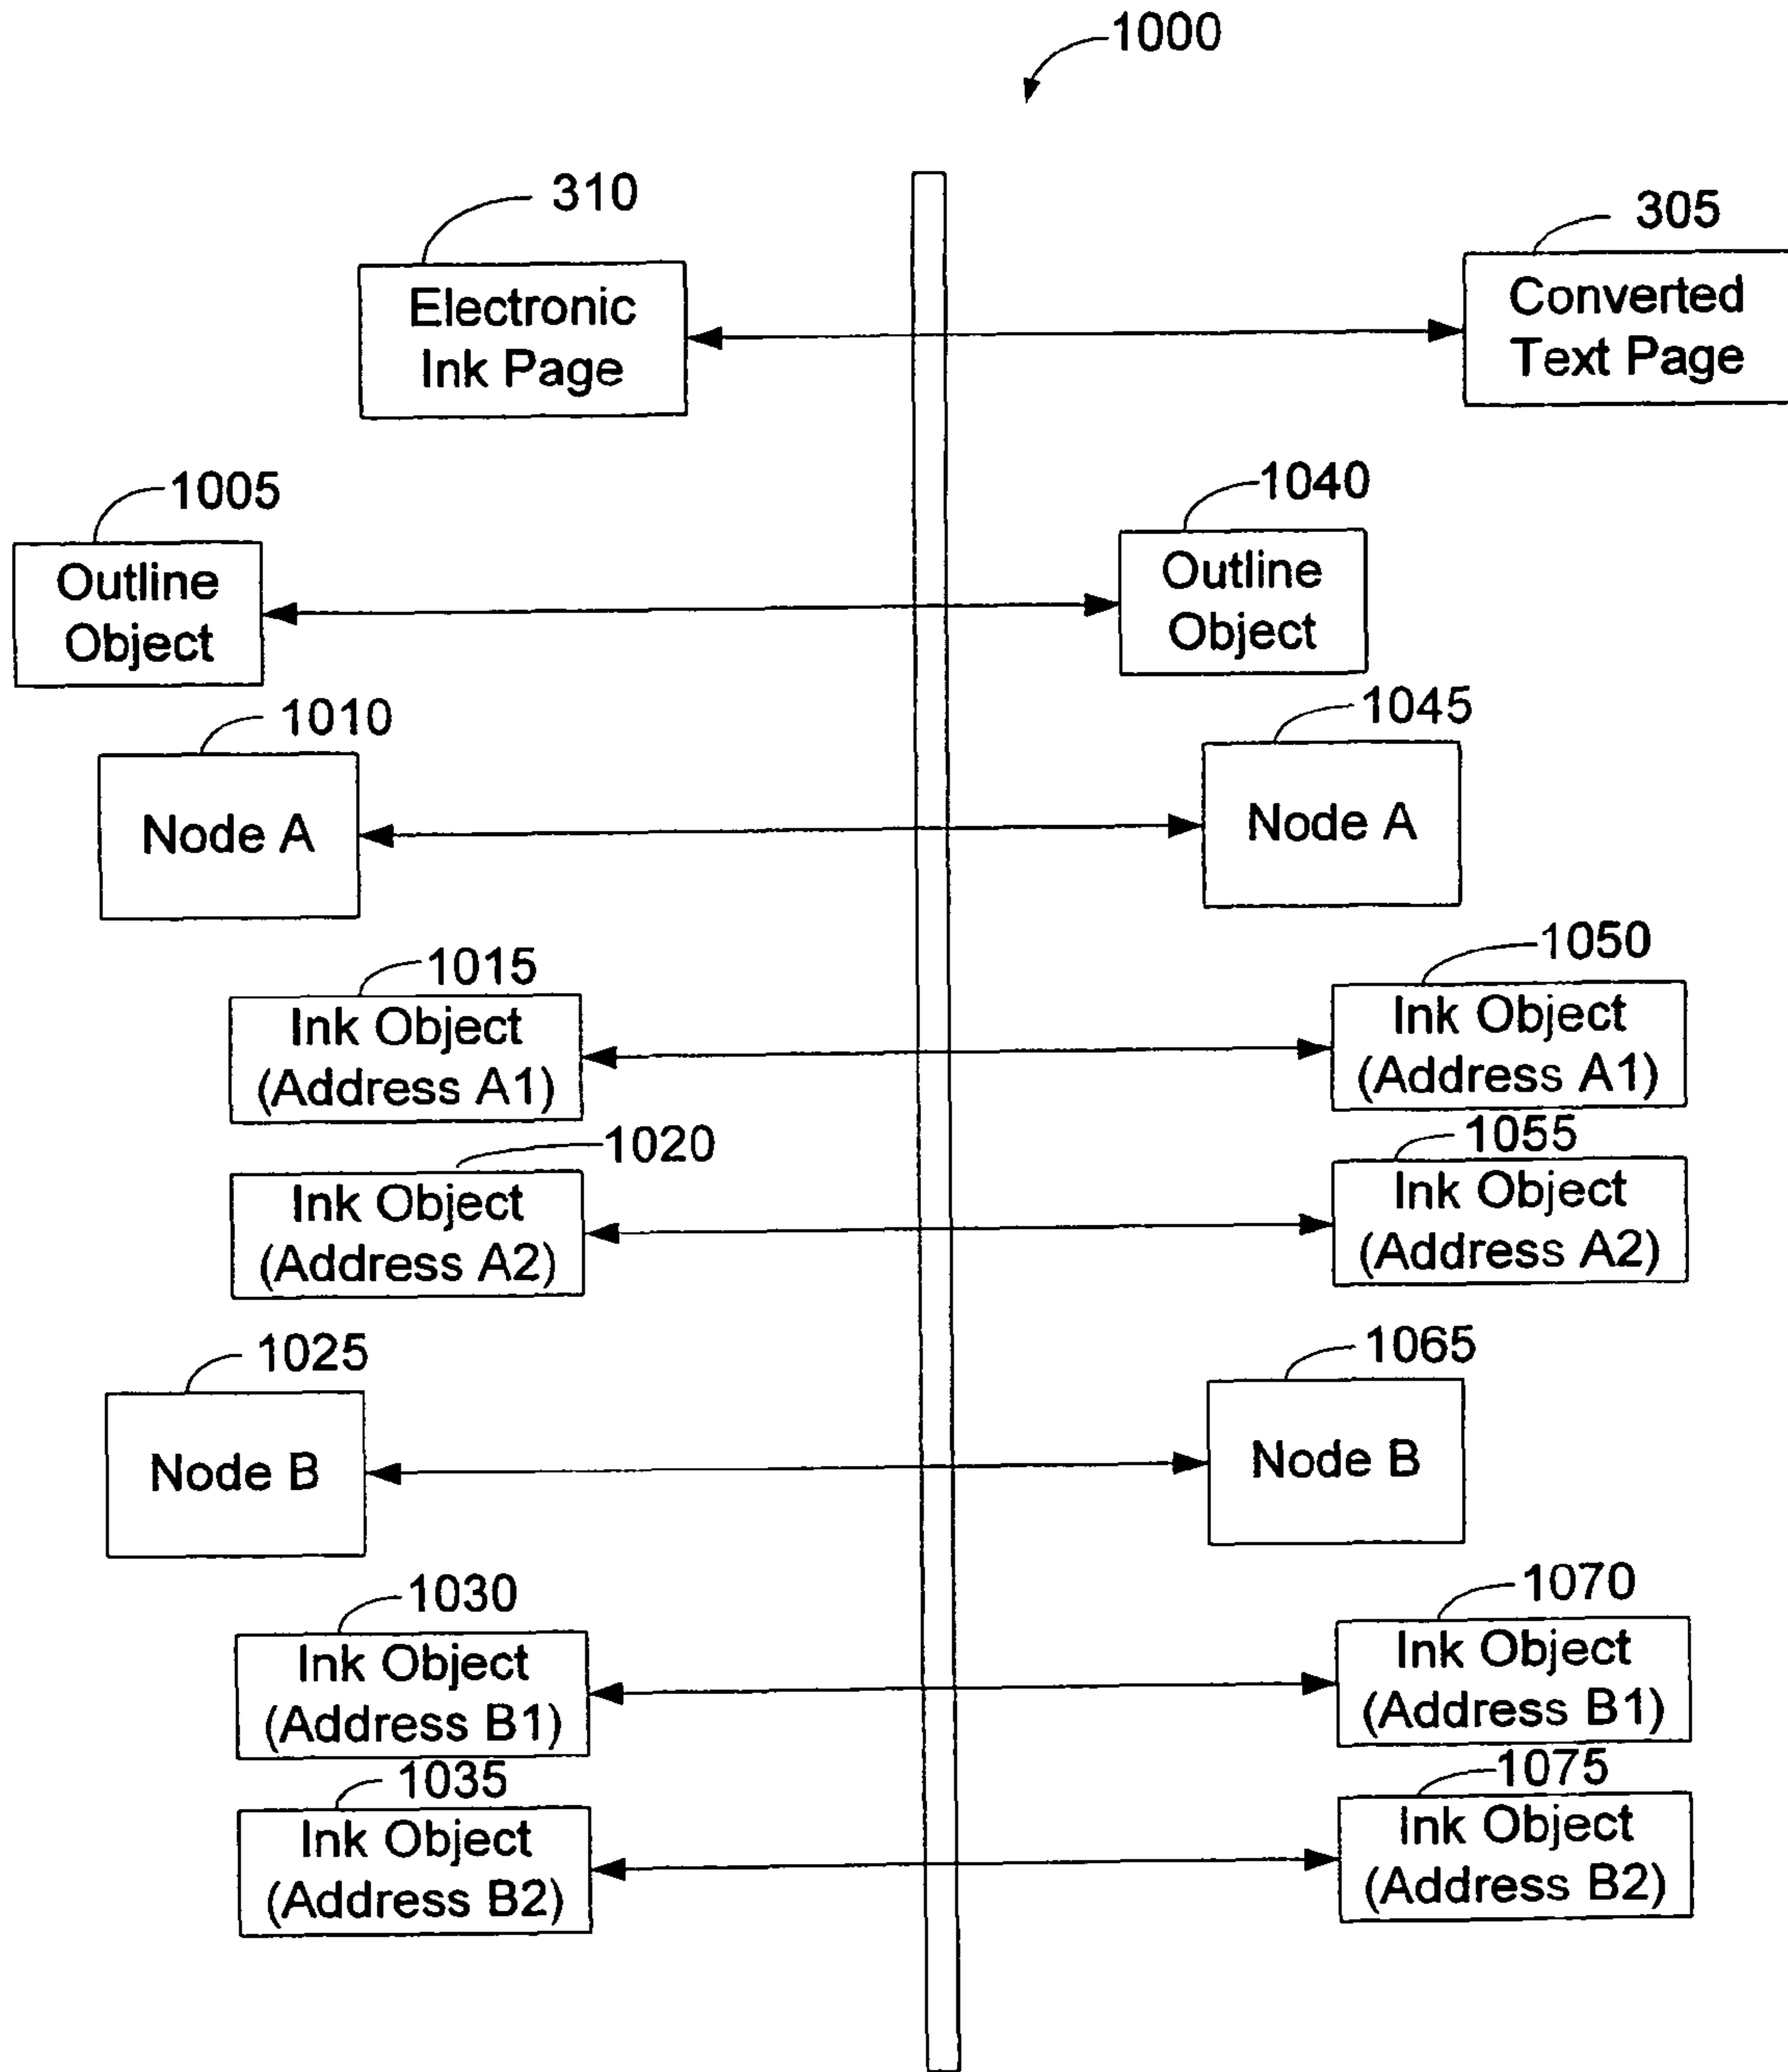 1000
310
305
Electronic
Ink Page
Converted
Text Page
1005
1040
Outline
Object
Outline
Object
1010
1045
Node A
Node A
1015
1050
Ink Object
(Address A1)
Ink Object
(Address A1)
1020
1055
Ink Object
(Address A2)
Ink Object
(Address A2)
1025
1065
Node B
Node B
1030
1070
Ink Object
(Address B1)
Ink Object
(Address B1)
1035
1075
Ink Object
(Address B2)
Ink Object
(Address B2)